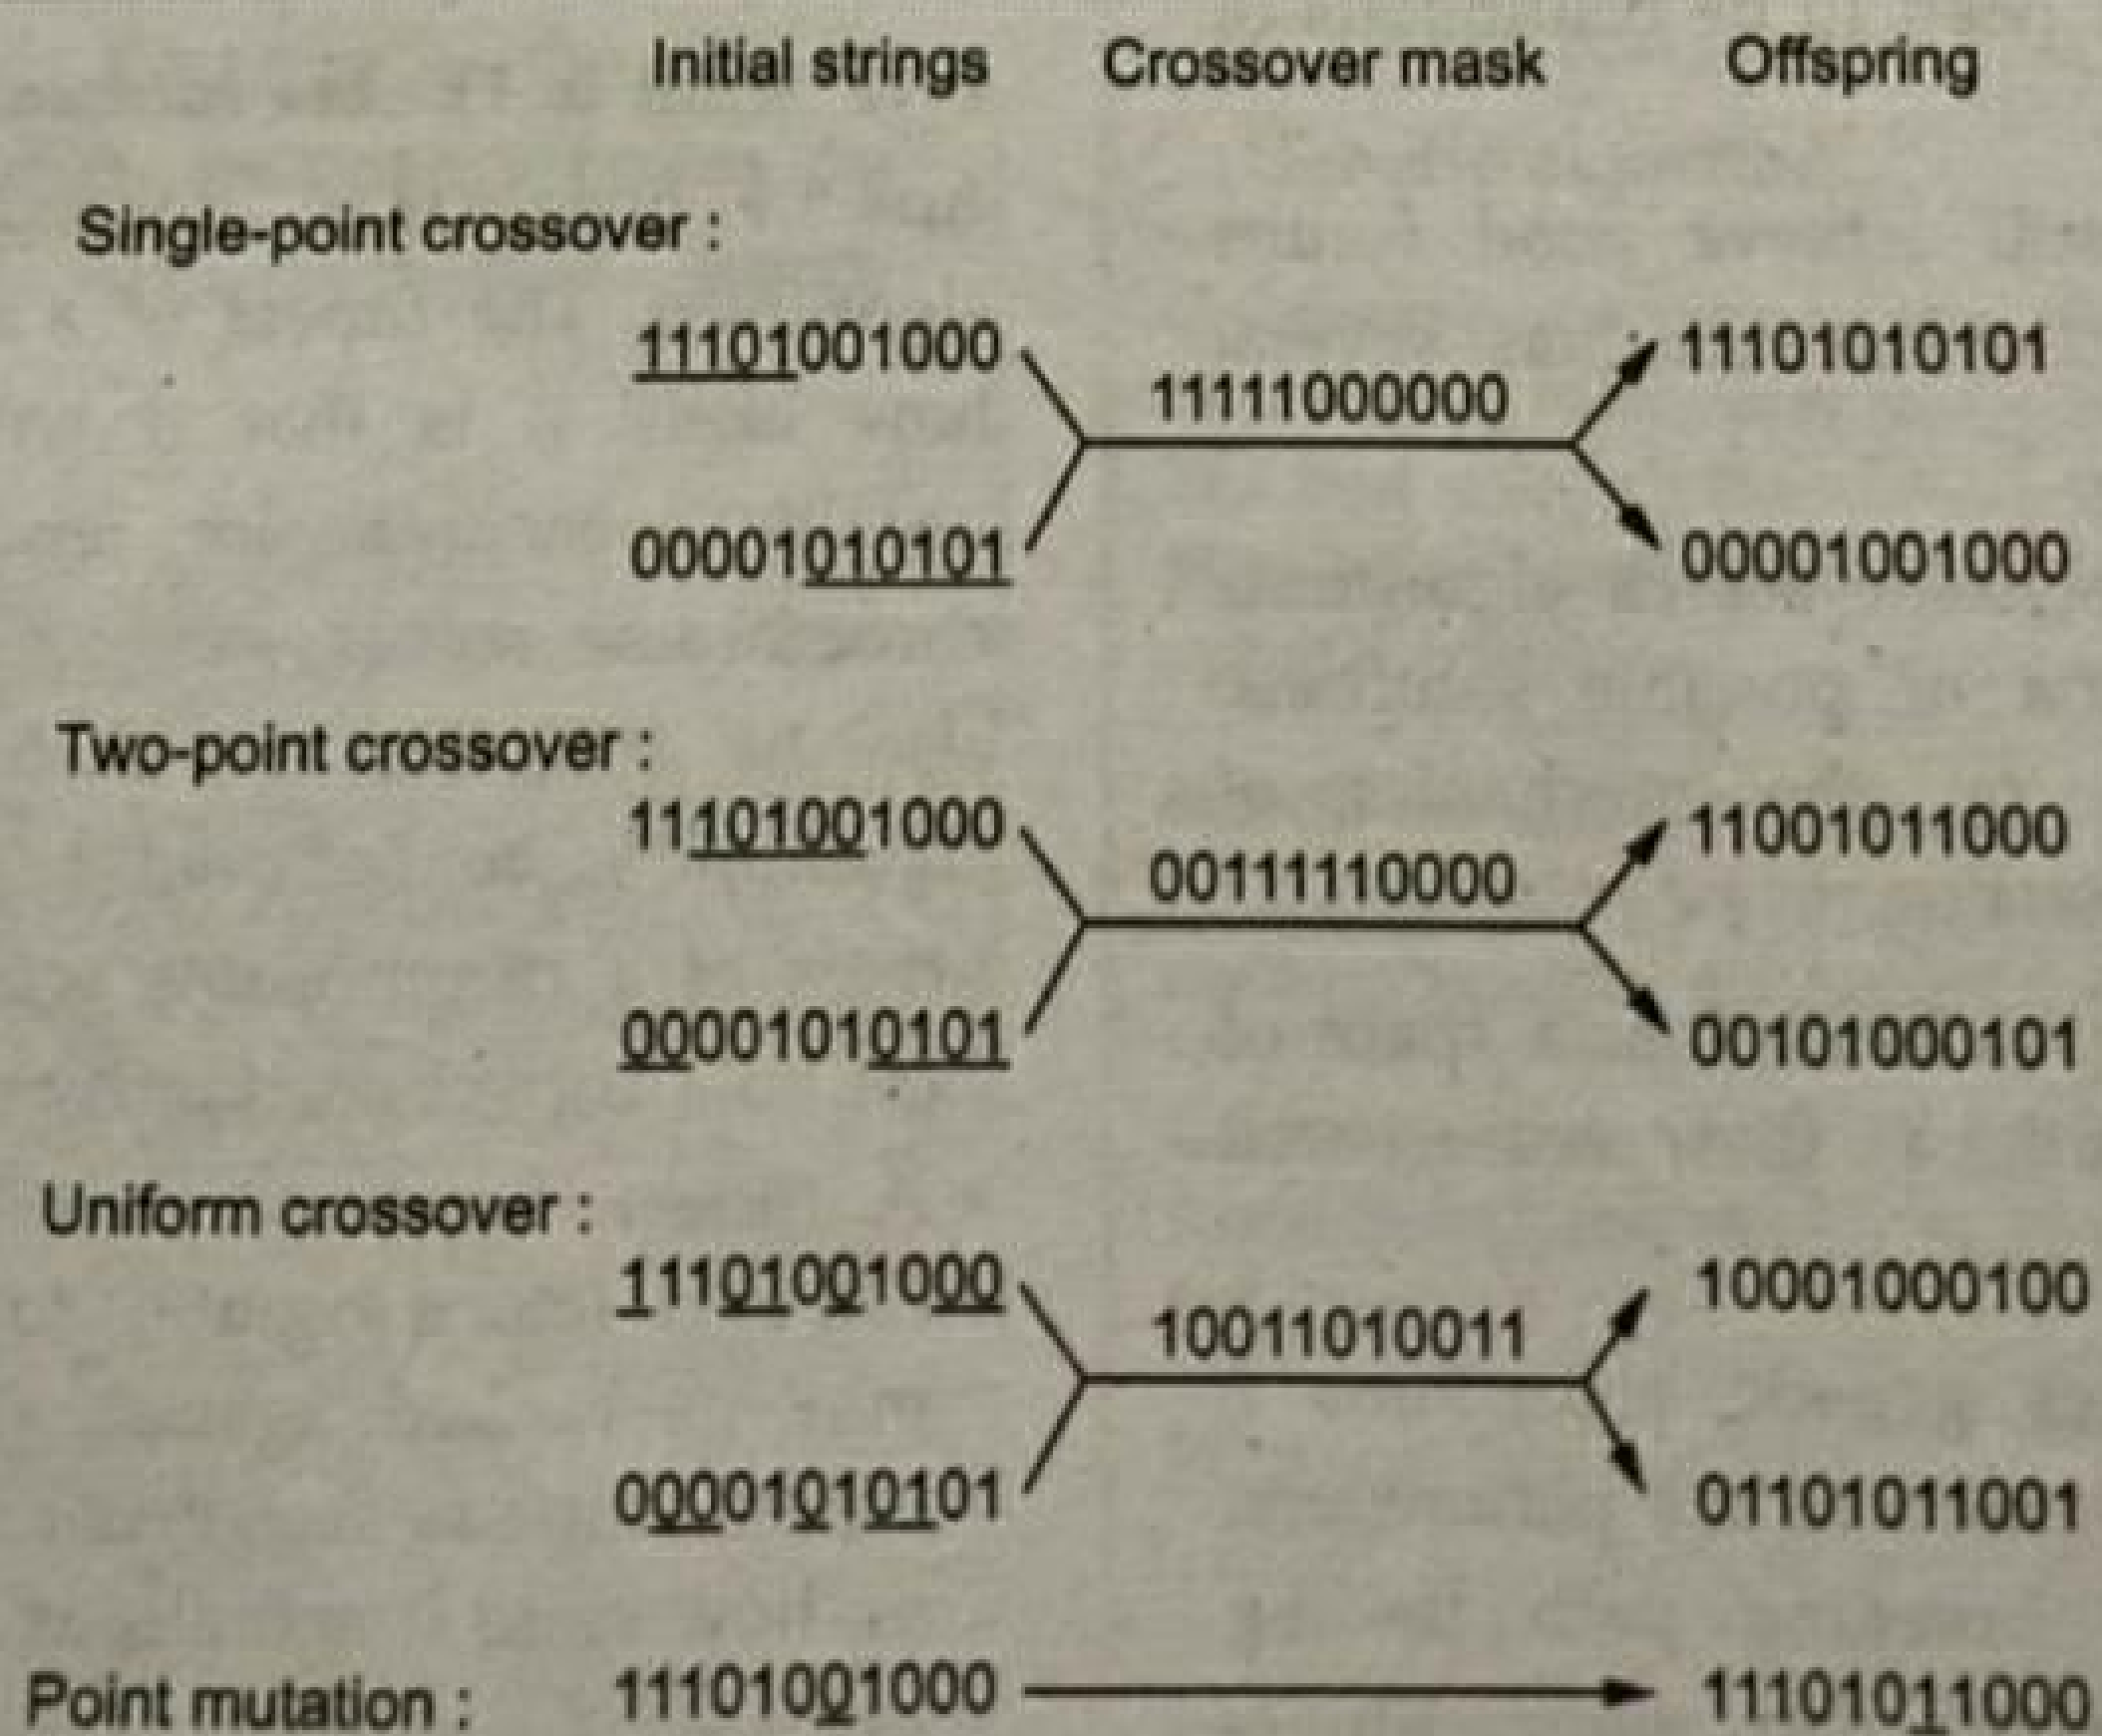 Initial strings Crossover mask Offspring
Single-point crossover :
11101001000 11101010101
11111000000
00001010101 00001001000
Two-point crossover :
11101001000 11001011000
00111110000
00001010101 00101000101
Uniform crossover :
11101001000 10001000100
10011010011
00001010101 01101011001
Point mutation : 11101001000 11101011000